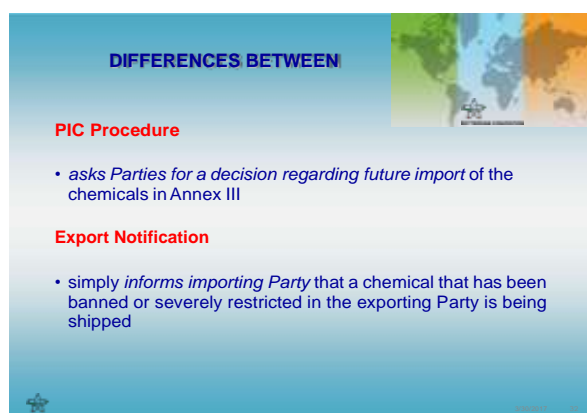 DIFFERENCES BETWEEN
PIC Procedure
• asks Parties for a decision regarding future import of the
chemicals in Annex III
Export Notification
• simply informs importing Party that a chemical that has been
banned or severely restricted in the exporting Party is being
shipped